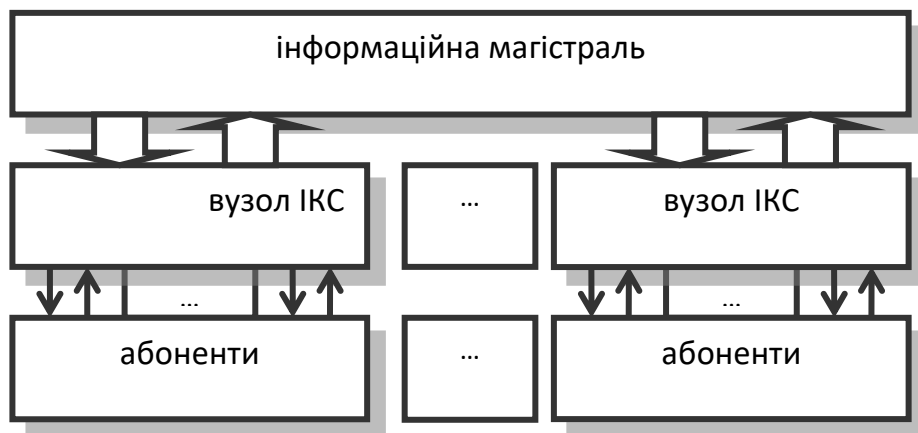 інформаційна магістраль
вузол ІКС
...
вузол ІКС
...
...
абоненти
...
абоненти